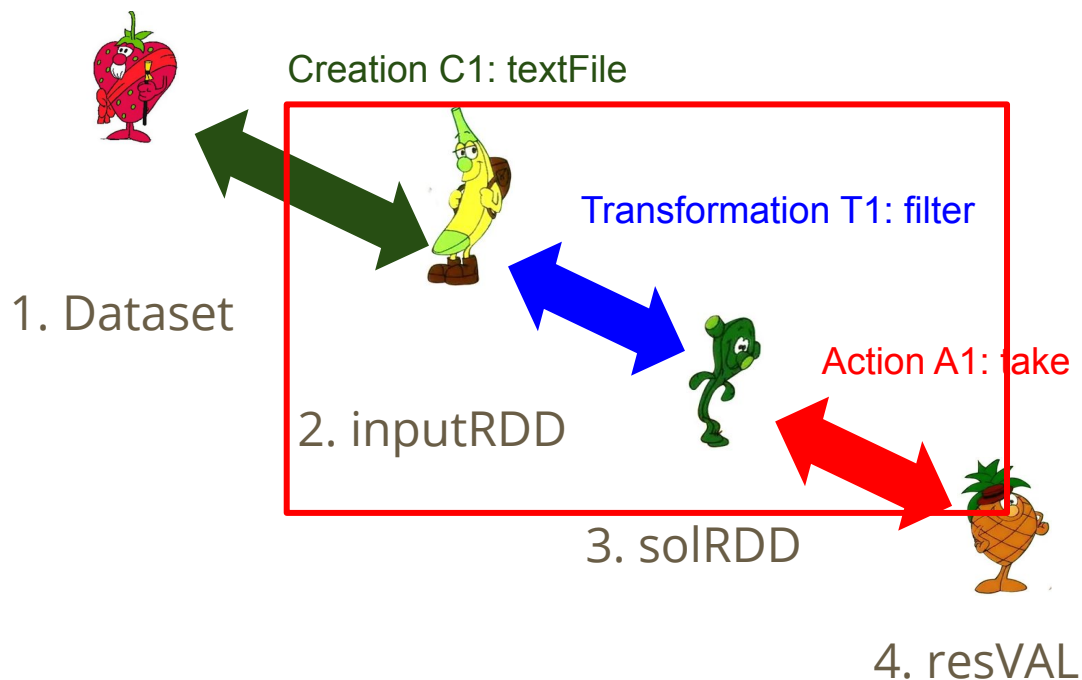 Creation C1: textFile
Transformation T1: filter
1. Dataset
Action A1: take
2. inputRDD
3. solRDD
4. resVAL